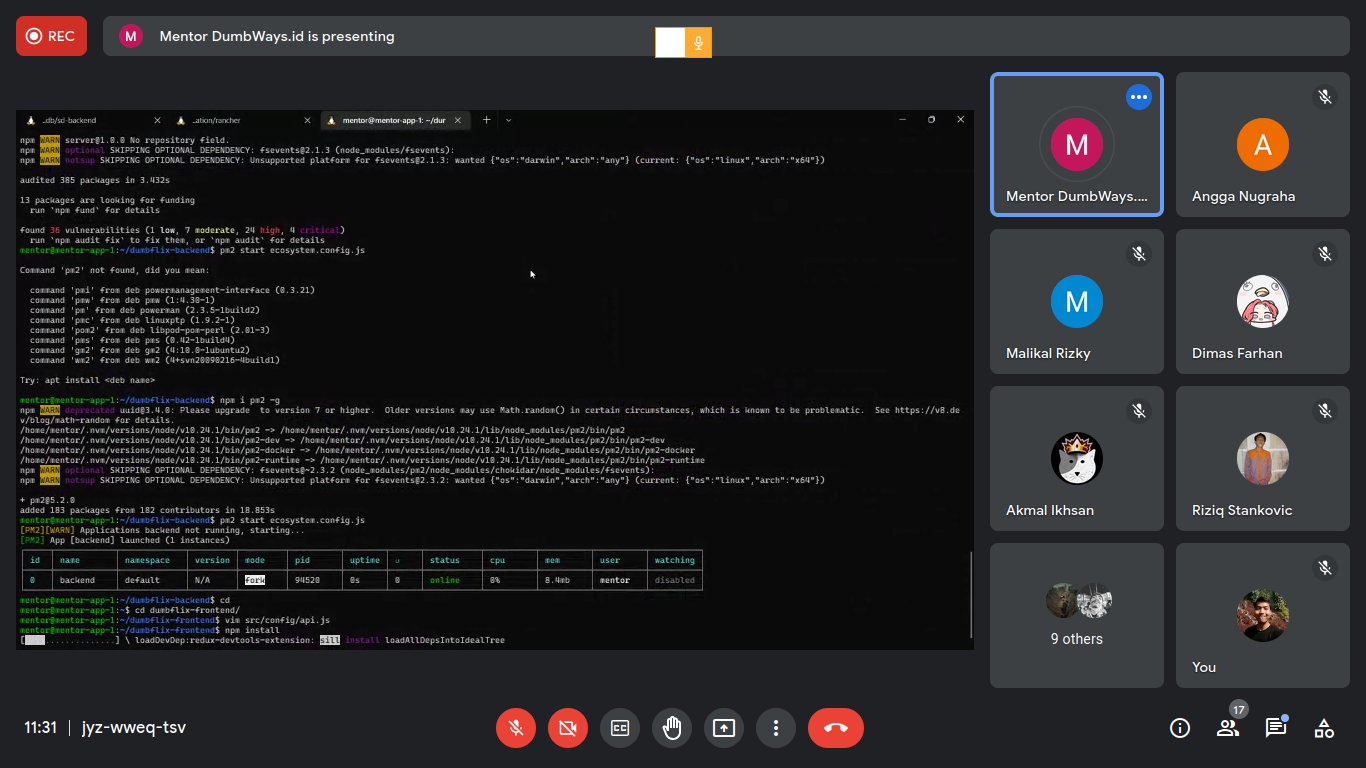 REC
M
Mentor DumbWays.id is presenting
..db/sd-backend
..ation/rancher
mentor@mentor-app-1: ~/dur
npm WARN server@1.0.0 No repository field.
npm WARN optional SKIPPING OPTIONAL DEPENDENCY: fsevents@2.1.3 (node_modules/fsevents):
npm WARN notsup SKIPPING OPTIONAL DEPENDENCY: Unsupported platform for fsevents@2.1.3: wanted {"os":"darwin","arch":"any"} (current: {"os":"linux","arch":"x64"})
audited 385 packages in 3.432s
13 packages are looking for funding
run `npm fund` for details
found 36 vulnerabilities (1 low, 7 moderate, 24 high, 4 critical)
run `npm audit fix` to fix them, or `npm audit` for details
mentor@mentor-app-1:~/dumbflix-backend$ pm2 start ecosystem.config.js
Command 'pm2' not found, did you mean:
command 'pmi' from deb powermanagement-interface (0.3.21)
command 'pmw' from deb pmw (1:4.30-1)
command 'pm' from deb powerman (2.3.5-1build2)
command 'pmc' from deb linuxptp (1.9.2-1)
command 'pom2' from deb libpod-pom-perl (2.01-3)
command 'pms' from deb pms (0.42-1build4)
command 'gm2' from deb gm2 (4:10.0-1ubuntu2)
command 'wm2' from deb wm2 (4+svn20090216-4build1)
Try: apt install <deb name>
mentor@mentor-app-1:~/dumbflix-backend$ npm i pm2 -g
npm WARN deprecated uuid@3.4.0: Please upgrade  to version 7 or higher.  Older versions may use Math.random() in certain circumstances, which is known to be problematic.  See https://v8.de
v/blog/math-random for details.
/home/mentor/.nvm/versions/node/v10.24.1/bin/pm2 -> /home/mentor/.nvm/versions/node/v10.24.1/lib/node_modules/pm2/bin/pm2
/home/mentor/.nvm/versions/node/v10.24.1/bin/pm2-dev -> /home/mentor/.nvm/versions/node/v10.24.1/lib/node_modules/pm2/bin/pm2-dev
/home/mentor/.nvm/versions/node/v10.24.1/bin/pm2-docker -> /home/mentor/.nvm/versions/node/v10.24.1/lib/node_modules/pm2/bin/pm2-docker
/home/mentor/.nvm/versions/node/v10.24.1/bin/pm2-runtime -> /home/mentor/.nvm/versions/node/v10.24.1/lib/node_modules/pm2/bin/pm2-runtime
npm WARN optional SKIPPING OPTIONAL DEPENDENCY: fsevents@~2.3.2 (node_modules/pm2/node_modules/chokidar/node_modules/fsevents):
npm WARN notsup SKIPPING OPTIONAL DEPENDENCY: Unsupported platform for fsevents@2.3.2: wanted {"os":"darwin","arch":"any"} (current: {"os":"linux","arch":"x64"})
+ pm2@5.2.0
added 183 packages from 182 contributors in 18.853s
mentor@mentor-app-1:~/dumbflix-backend$ pm2 start ecosystem.config.js
[PM2][WARN] Applications backend not running, starting...
[PM2] App [backend] launched (1 instances)
id name namespace version mode pid uptime ↺ status cpu mem user watching
0 backend default N/A fork 94520 0s 0 online 0% 8.4mb mentor disabled
mentor@mentor-app-1:~/dumbflix-backend$ cd
mentor@mentor-app-1:~$ cd dumbflix-frontend/
mentor@mentor-app-1:~/dumbflix-frontend$ vim src/config/api.js
mentor@mentor-app-1:~/dumbflix-frontend$ npm install
[ ..............] \ loadDevDep:redux-devtools-extension: sill install loadAllDepsIntoIdealTree
M
Mentor DumbWays....
A
Angga Nugraha
M
Malikal Rizky
Dimas Farhan
Akmal Ikhsan
Riziq Stankovic
9 others
You
11:31 | jyz-wweq-tsv
17